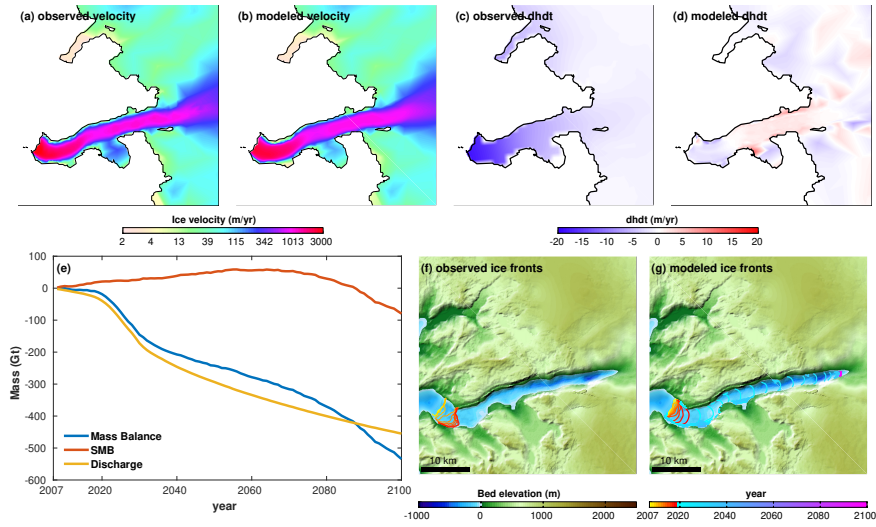 (a) observed velocity
(b) modeled velocity
(c) observed dhdt
(d) modeled dhdt
Ice velocity (m/yr)
2 4 13 39 115 342 1013 3000
dhdt (m/yr)
-20 -15 -10 -5 0 5 10 15 20
(e)
100
0
-100
-200
-300
-400
-500
-600
Mass (Gt)
Mass Balance
SMB
Discharge
2007 2020 2040 2060 2080 2100
year
(f) observed ice fronts
10 km
(g) modeled ice fronts
10 km
Bed elevation (m)
-1000 0 1000 2000
year
2007 2020 2040 2060 2080 2100